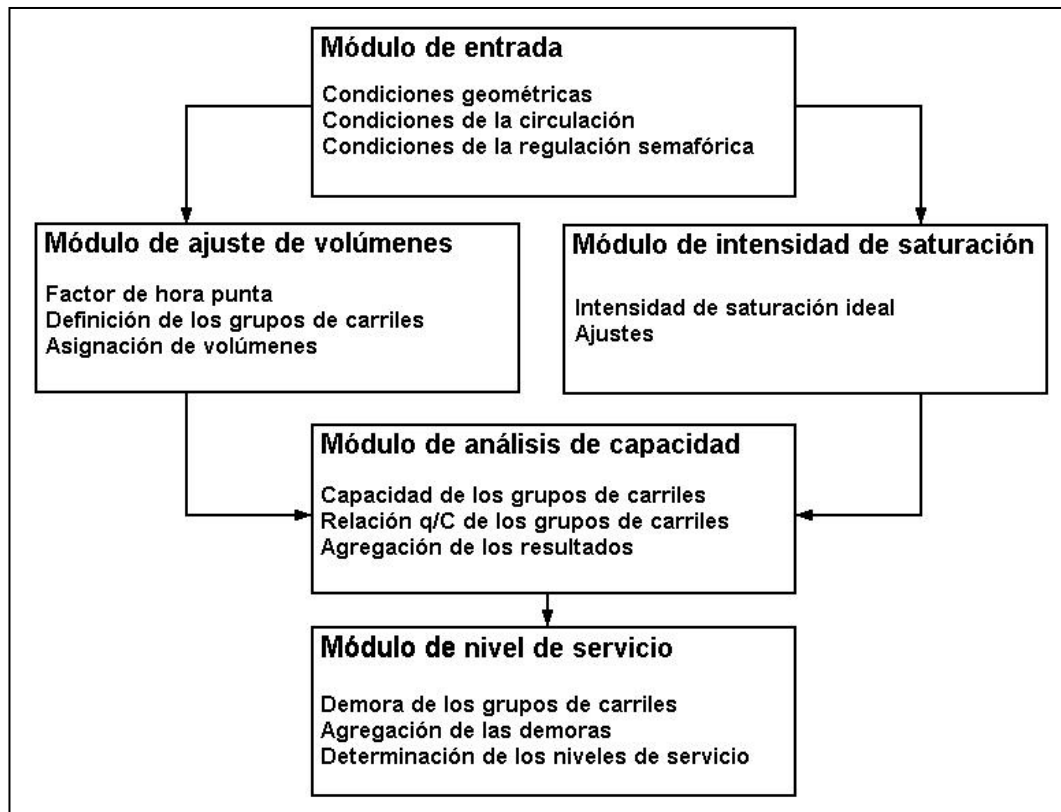 Módulo de entrada
Condiciones geométricas
Condiciones de la circulación
Condiciones de la regulación semafórica
Módulo de ajuste de volúmenes
Factor de hora punta
Definición de los grupos de carriles
Asignación de volúmenes
Módulo de intensidad de saturación
Intensidad de saturación ideal
Ajustes
Módulo de análisis de capacidad
Capacidad de los grupos de carriles
Relación q/C de los grupos de carriles
Agregación de los resultados
Módulo de nivel de servicio
Demora de los grupos de carriles
Agregación de las demoras
Determinación de los niveles de servicio